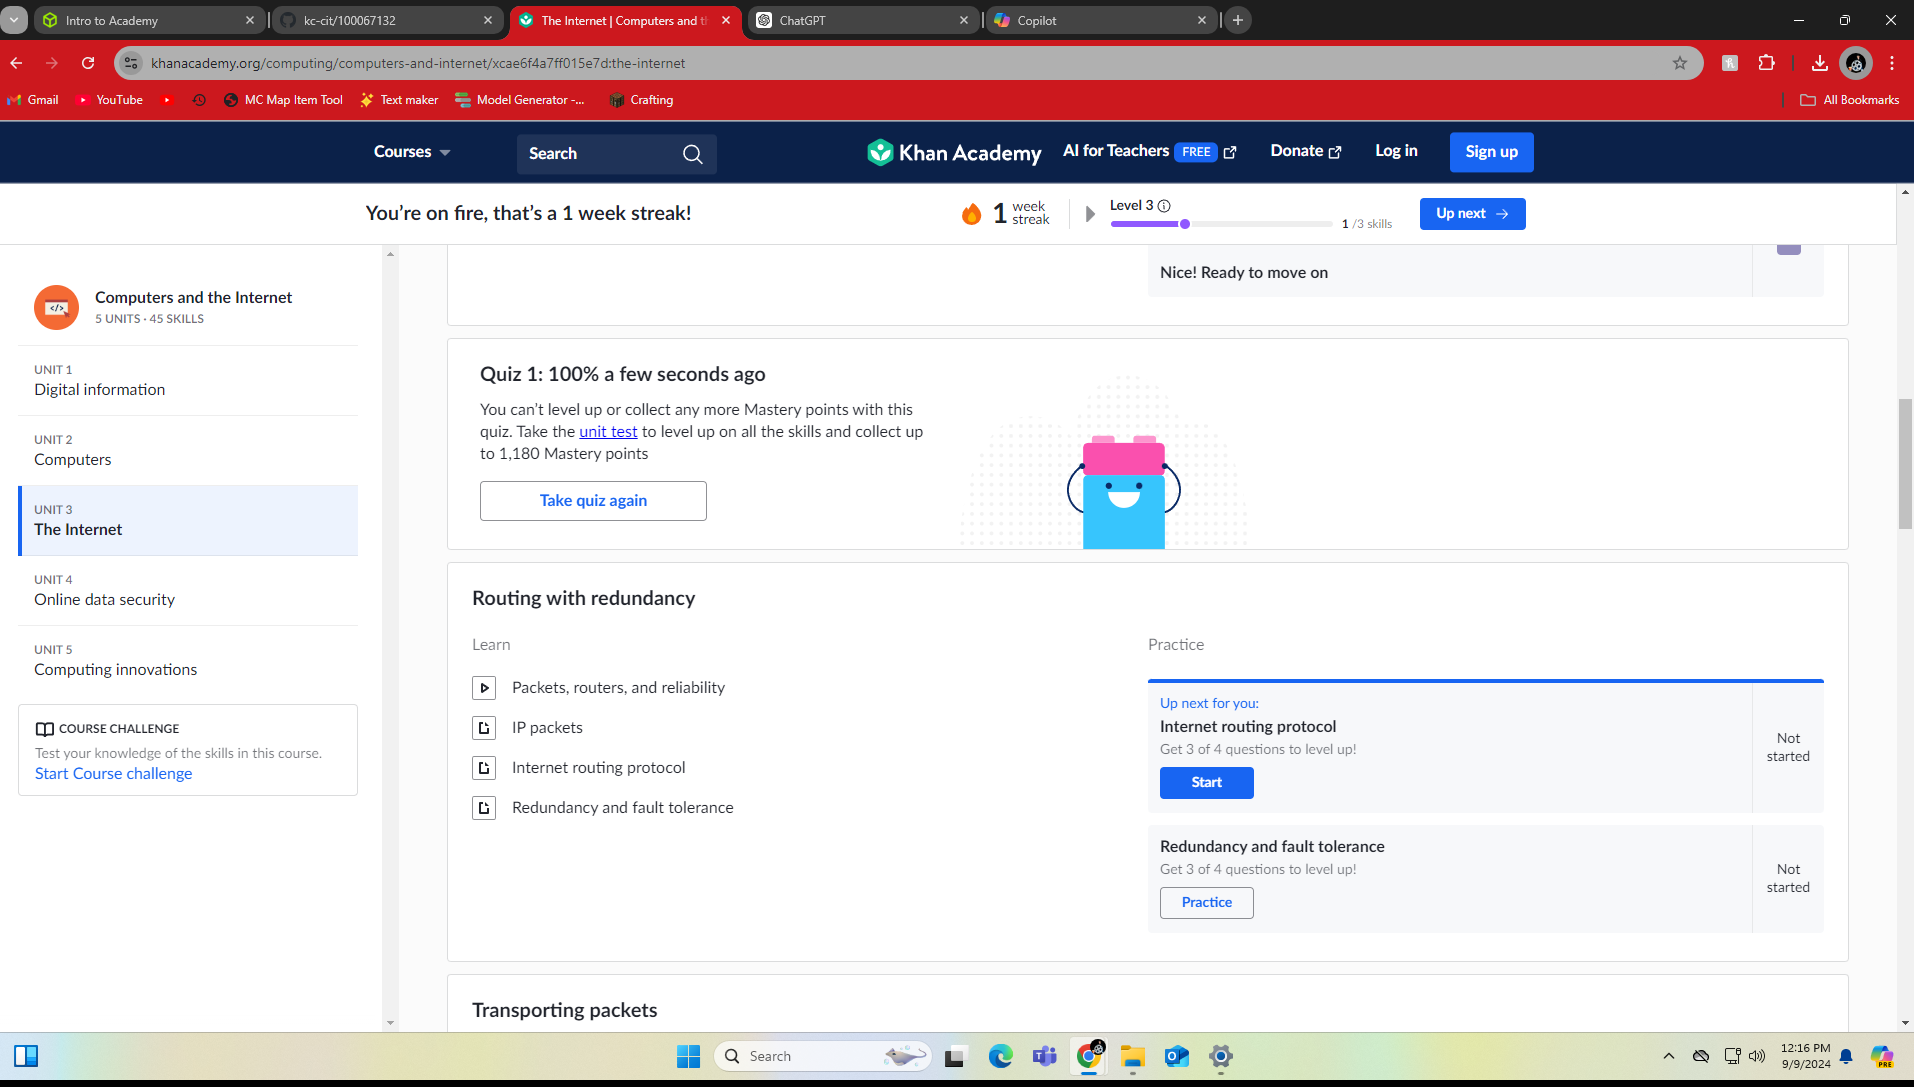 Intro to Academy
kc-cit/100067132
The Internet | Computers and th
ChatGPT
Copilot
khanacademy.org/computing/computers-and-internet/xcae6f4a7ff015e7d:the-internet
Gmail
YouTube
MC Map Item Tool
Text maker
Model Generator -...
Crafting
All Bookmarks
Courses
Search
Khan Academy
AI for Teachers FREE
Donate
Log in
Sign up
You're on fire, that's a 1 week streak!
1 week streak
Level 3
1 /3 skills
Up next
Computers and the Internet
5 UNITS · 45 SKILLS
UNIT 1
Digital information
UNIT 2
Computers
UNIT 3
The Internet
UNIT 4
Online data security
UNIT 5
Computing innovations
COURSE CHALLENGE
Test your knowledge of the skills in this course.
Start Course challenge
Nice! Ready to move on
Quiz 1: 100% a few seconds ago
You can't level up or collect any more Mastery points with this
quiz. Take the unit test to level up on all the skills and collect up
to 1,180 Mastery points
Take quiz again
Routing with redundancy
Learn
Packets, routers, and reliability
IP packets
Internet routing protocol
Redundancy and fault tolerance
Practice
Up next for you:
Internet routing protocol
Get 3 of 4 questions to level up!
Start
Not
started
Redundancy and fault tolerance
Get 3 of 4 questions to level up!
Practice
Not
started
Transporting packets
Search
12:16 PM
9/9/2024
PRE